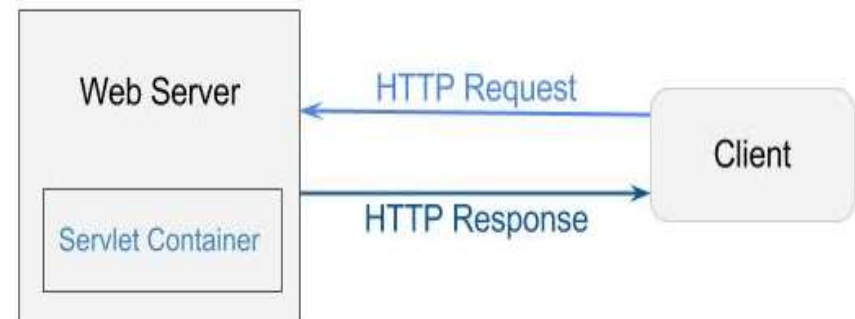 Web Server
HTTP Request
Client
HTTP Response
Servlet Container